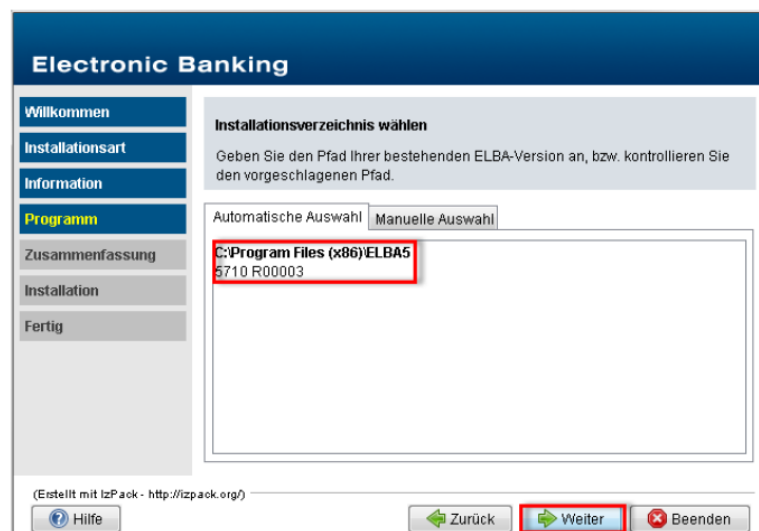 Electronic Banking
Willkommen
Installationsart
Information
Programm
Zusammenfassung
Installation
Fertig
Installationsverzeichnis wählen
Geben Sie den Pfad Ihrer bestehenden ELBA-Version an, bzw. kontrollieren Sie
den vorgeschlagenen Pfad.
Automatische Auswahl
Manuelle Auswahl
C:\Program Files (x86)\ELBA5
5710 R00003
(Erstellt mit IzPack - http://izpack.org/)
Hilfe
Zurück
Weiter
Beenden